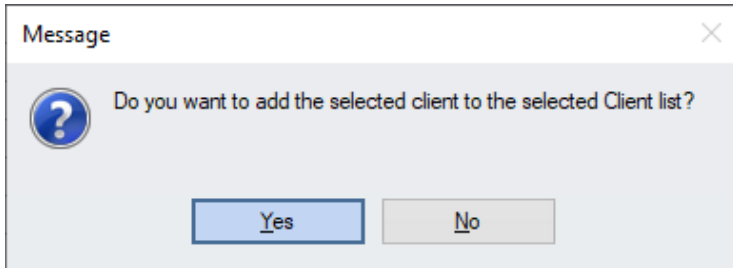 Message
Do you want to add the selected client to the selected Client list?
Yes
No